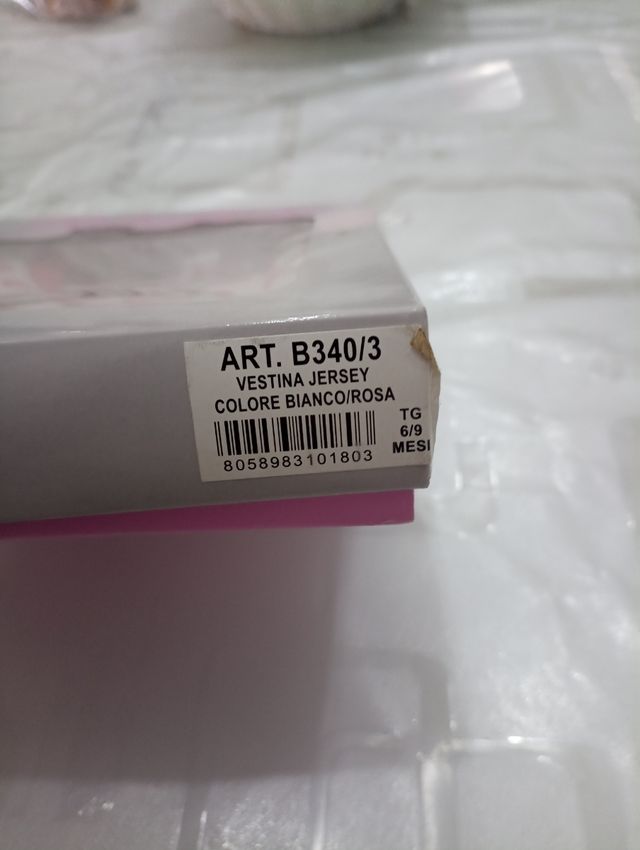 ART. B340/3
VESTINA JERSEY
COLORE BIANCO/ROSA
TG
6/9
MESI
8058983101803